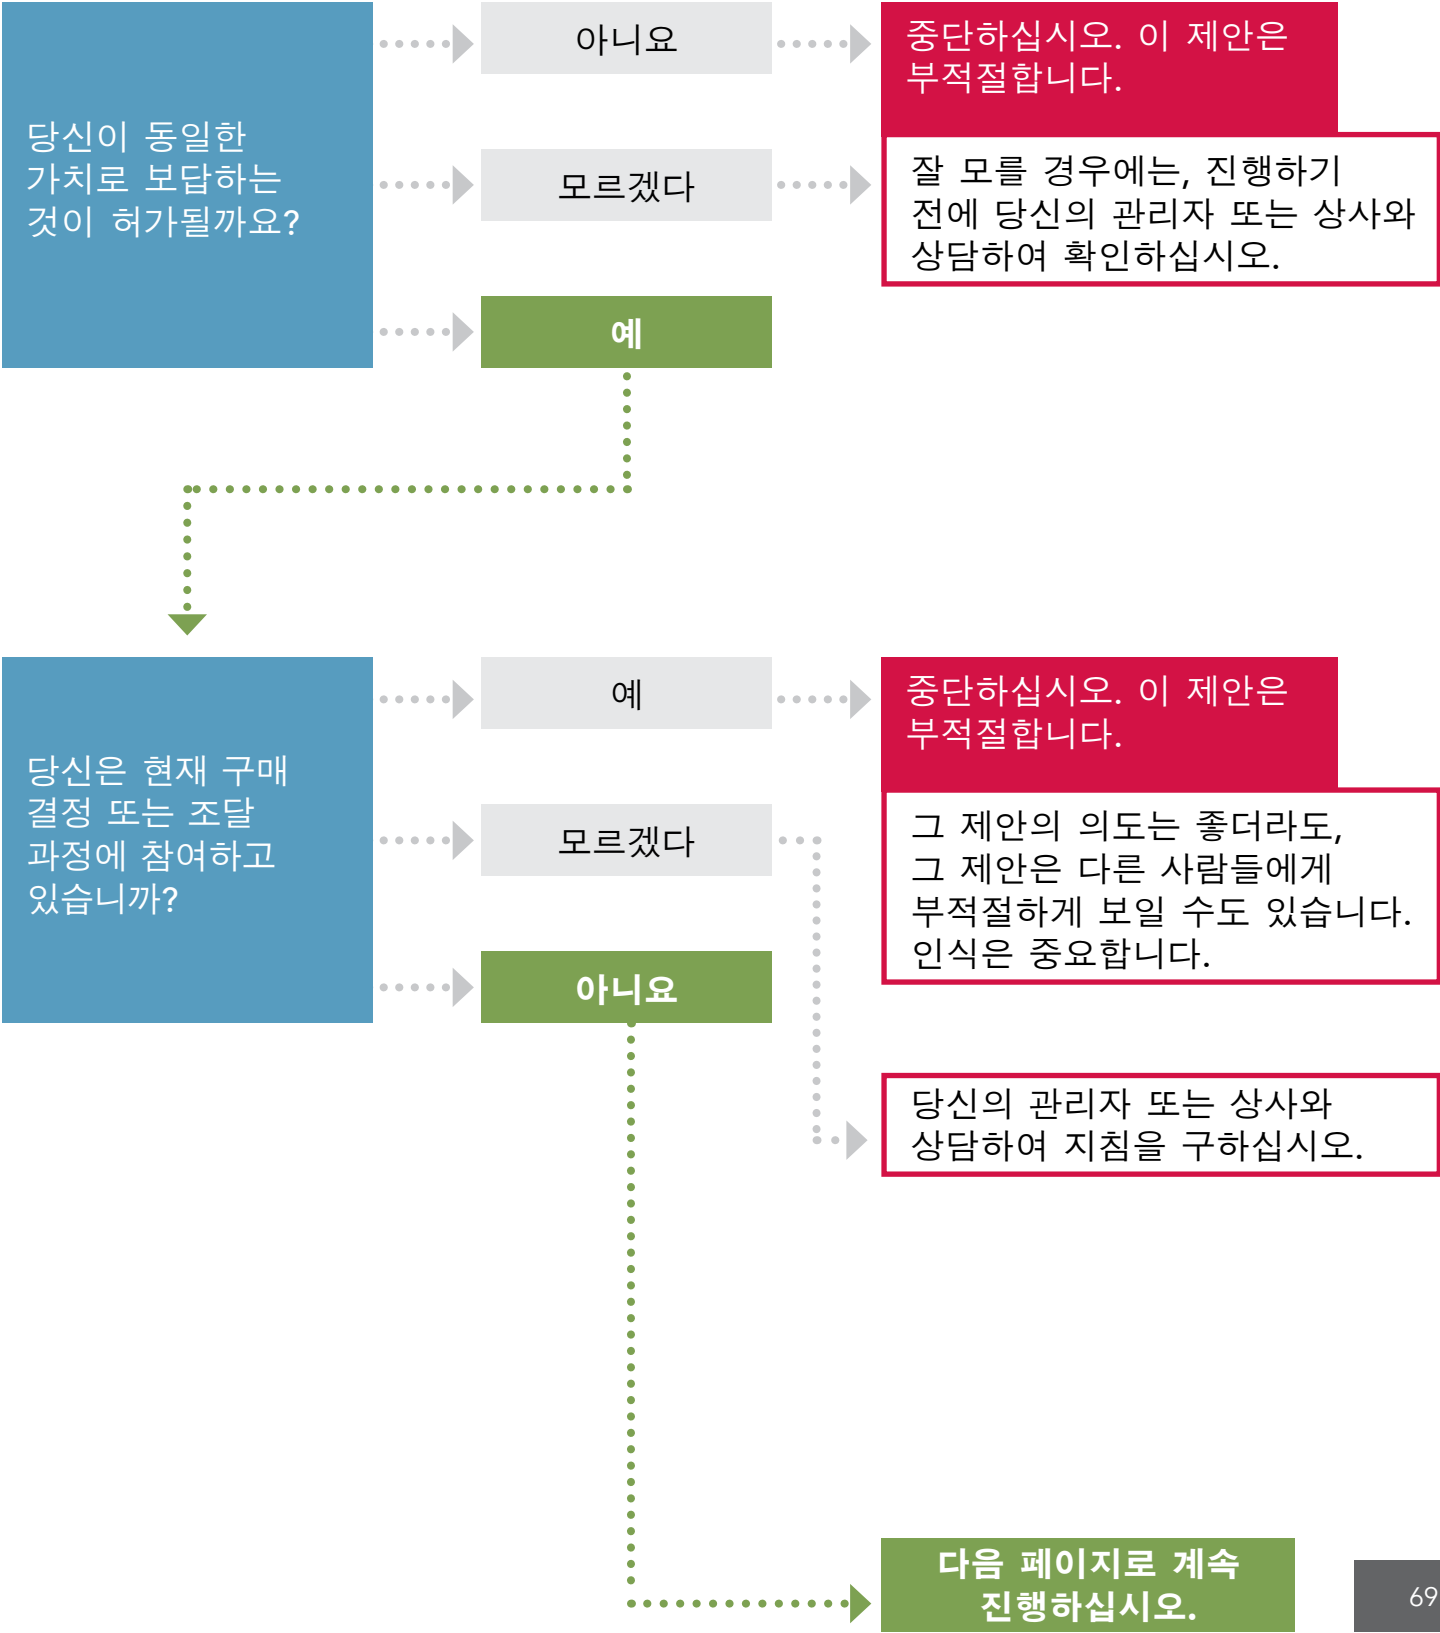 당신이 동일한
가치로 보답하는
것이 허가될까요?
아니요
중단하십시오. 이 제안은
부적절합니다.
모르겠다
잘 모를 경우에는, 진행하기
전에 당신의 관리자 또는 상사와
상담하여 확인하십시오.
예
당신은 현재 구매
결정 또는 조달
과정에 참여하고
있습니까?
예
중단하십시오. 이 제안은
부적절합니다.
그 제안의 의도는 좋더라도,
그 제안은 다른 사람들에게
부적절하게 보일 수도 있습니다.
인식은 중요합니다.
모르겠다
당신의 관리자 또는 상사와
상담하여 지침을 구하십시오.
아니요
다음 페이지로 계속
진행하십시오.
69